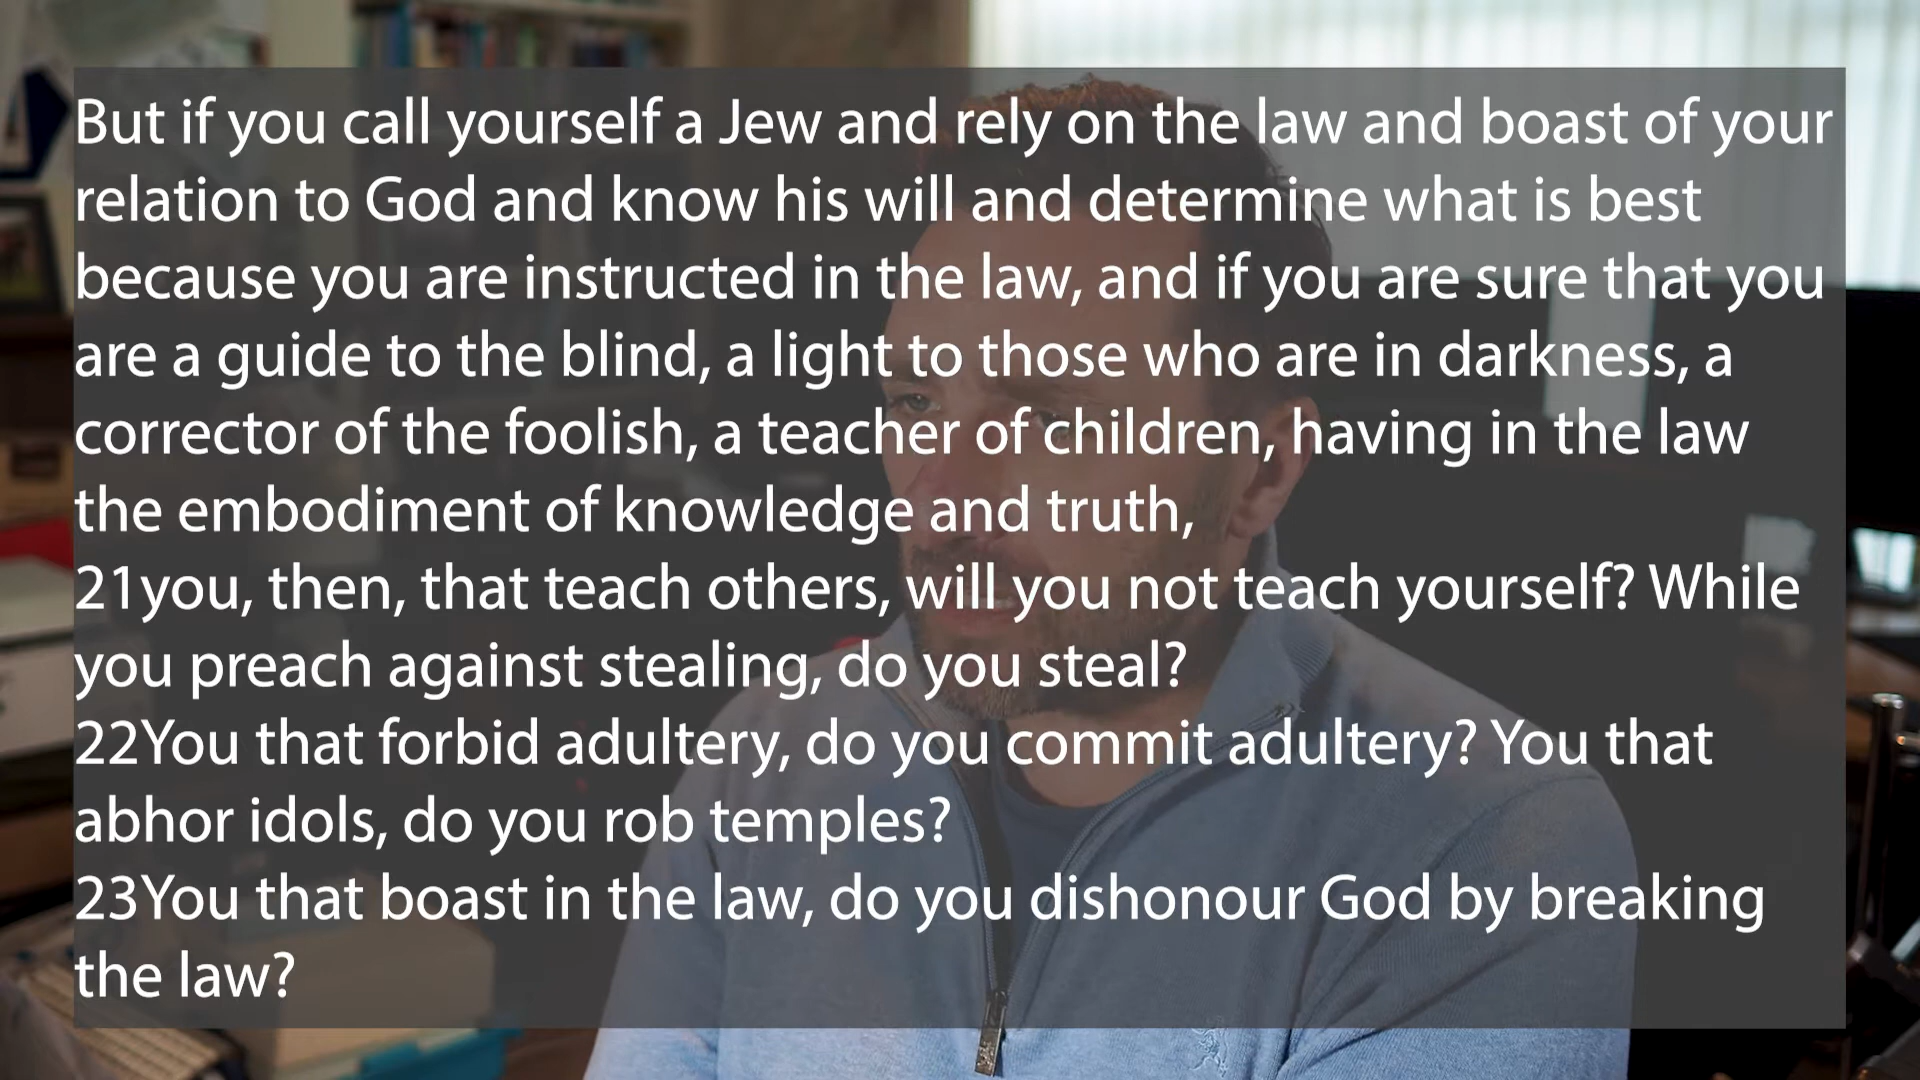 But if you call yourself a Jew and rely on the law and boast of your
relation to God and know his will and determine what is best
because you are instructed in the law, and if you are sure that you
are a guide to the blind, a light to those who are in darkness, a
corrector of the foolish, a teacher of children, having in the law
the embodiment of knowledge and truth,
21you, then, that teach others, will you not teach yourself? While
you preach against stealing, do you steal?
22You that forbid adultery, do you commit adultery? You that
abhor idols, do you rob temples?
23You that boast in the law, do you dishonour God by breaking
the law?